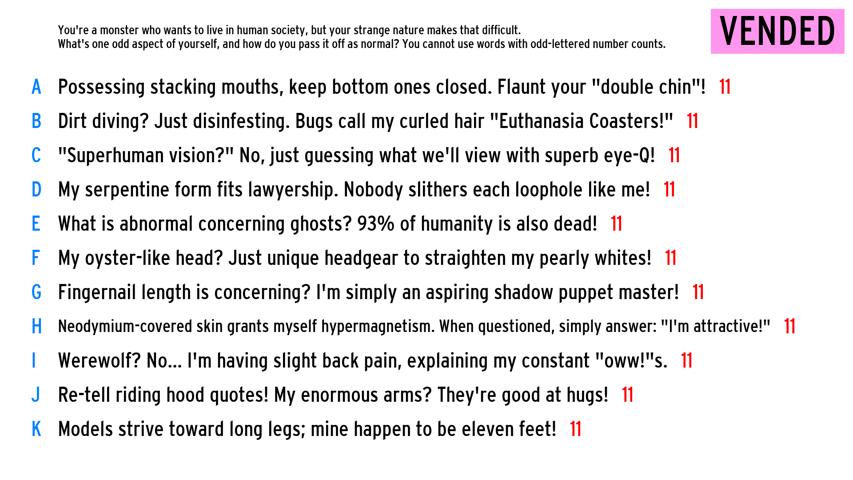 You're a monster who wants to live in human society, but your strange nature makes that difficult.
What's one odd aspect of yourself, and how do you pass it off as normal? You cannot use words with odd-lettered number counts.
VENDED
A Possessing stacking mouths, keep bottom ones closed. Flaunt your "double chin"! 11
B Dirt diving? Just disinfesting. Bugs call my curled hair "Euthanasia Coasters!" 11
C "Superhuman vision?" No, just guessing what we'll view with superb eye-Q! 11
D My serpentine form fits lawyership. Nobody slithers each loophole like me! 11
E What is abnormal concerning ghosts? 93% of humanity is also dead! 11
F My oyster-like head? Just unique headgear to straighten my pearly whites! 11
G Fingernail length is concerning? I'm simply an aspiring shadow puppet master! 11
H Neodymium-covered skin grants myself hypermagnetism. When questioned, simply answer: "I'm attractive!" 11
I Werewolf? No... I'm having slight back pain, explaining my constant "oww!"s. 11
J Re-tell riding hood quotes! My enormous arms? They're good at hugs! 11
K Models strive toward long legs; mine happen to be eleven feet! 11